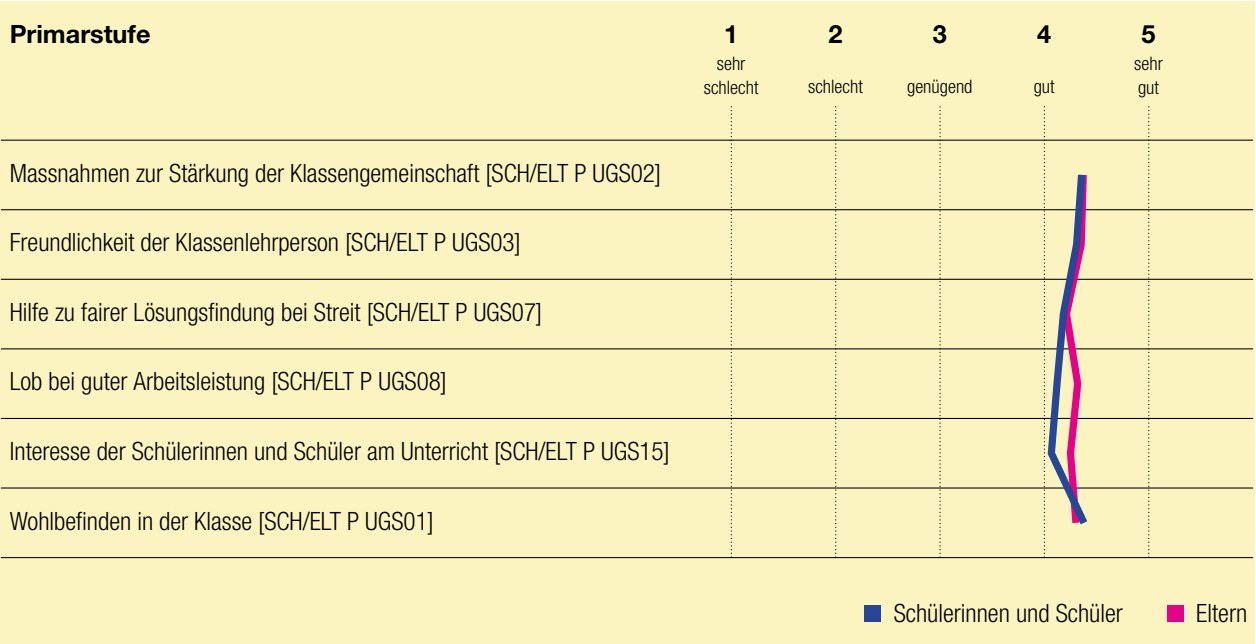 Primarstufe 1 2 3 4 5
sehr schlecht schlecht genügend gut sehr gut
Massnahmen zur Stärkung der Klassengemeinschaft [SCH/ELT P UGS02]
Freundlichkeit der Klassenlehrperson [SCH/ELT P UGS03]
Hilfe zu fairer Lösungsfindung bei Streit [SCH/ELT P UGS07]
Lob bei guter Arbeitsleistung [SCH/ELT P UGS08]
Interesse der Schülerinnen und Schüler am Unterricht [SCH/ELT P UGS15]
Wohlbefinden in der Klasse [SCH/ELT P UGS01]
Schülerinnen und Schüler Eltern